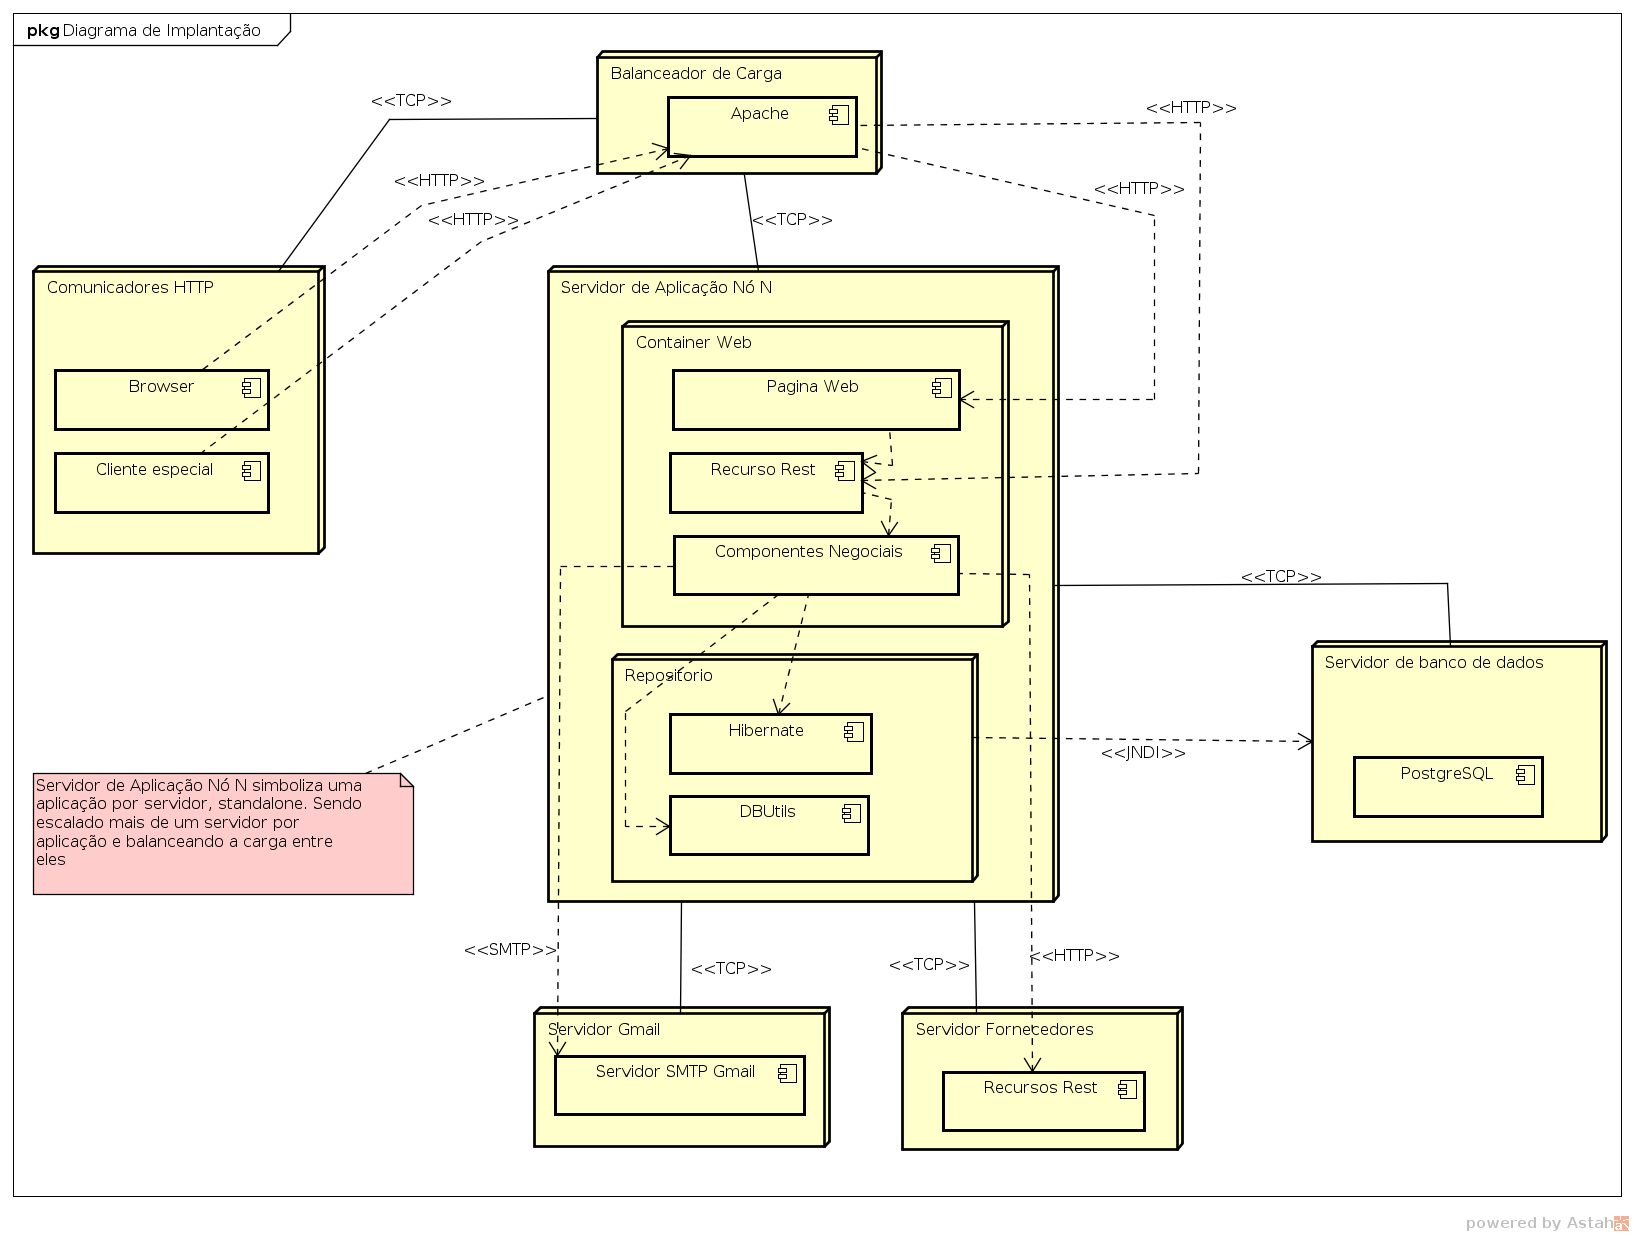 pkg Diagrama de Implantação
Balanceador de Carga
Apache
<<TCP>>
<<HTTP>>
<<HTTP>>
<<HTTP>>
<<HTTP>>
<<TCP>>
Comunicadores HTTP
Browser
Cliente especial
Servidor de Aplicação Nó N
Container Web
Pagina Web
Recurso Rest
Componentes Negociais
<<TCP>>
Repositorio
Hibernate
DBUtils
<<JNDI>>
Servidor de banco de dados
PostgreSQL
Servidor de Aplicação Nó N simboliza uma
aplicação por servidor, standalone. Sendo
escalado mais de um servidor por
aplicação e balanceando a carga entre
eles
<<SMTP>>
<<TCP>>
<<TCP>>
<<HTTP>>
Servidor Gmail
Servidor SMTP Gmail
Servidor Fornecedores
Recursos Rest
powered by Astah